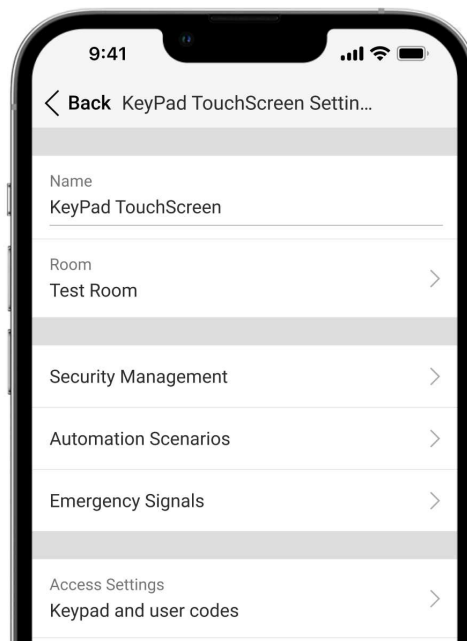 9:41
Back KeyPad TouchScreen Settin...
Name
KeyPad TouchScreen
Room
Test Room
Security Management
Automation Scenarios
Emergency Signals
Access Settings
Keypad and user codes